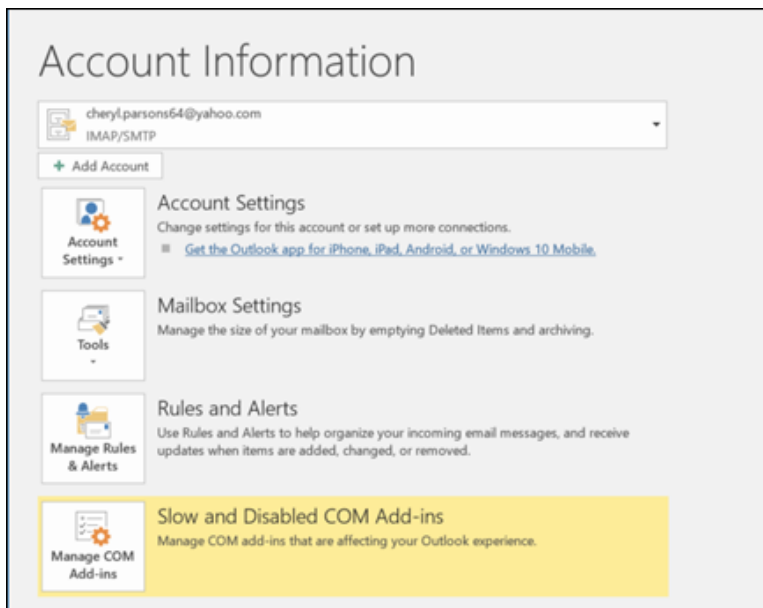 Account Information
cheryl.parsons64@yahoo.com
IMAP/SMTP
+ Add Account
Account
Settings
Account Settings
Change settings for this account or set up more connections.
Get the Outlook app for iPhone, iPad, Android, or Windows 10 Mobile.
Tools
Mailbox Settings
Manage the size of your mailbox by emptying Deleted Items and archiving.
Manage Rules
& Alerts
Rules and Alerts
Use Rules and Alerts to help organize your incoming email messages, and receive
updates when items are added, changed, or removed.
Manage COM
Add-ins
Slow and Disabled COM Add-ins
Manage COM add-ins that are affecting your Outlook experience.